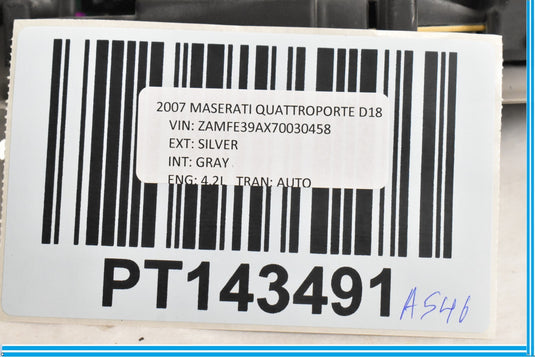 2007 MASERATI QUATTROPORTE D18
VIN: ZAMFE39AX70030458
EXT: SILVER
INT: GRAY
ENG: 4.2L TRAN: AUTO
PT143491
A546